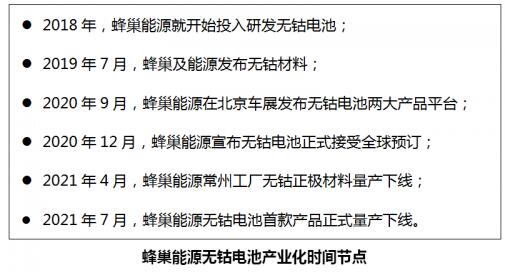 ● 2018 年，蜂巢能源就开始投入研发无钴电池；
● 2019 年 7 月，蜂巢及能源发布无钴材料；
● 2020 年 9 月，蜂巢能源在北京车展发布无钴电池两大产品平台；
● 2020 年 12 月，蜂巢能源宣布无钴电池正式接受全球预订；
● 2021 年 4 月，蜂巢能源常州工厂无钴正极材料量产下线；
● 2021 年 7 月，蜂巢能源无钴电池首款产品正式量产下线。
蜂巢能源无钴电池产业化时间节点